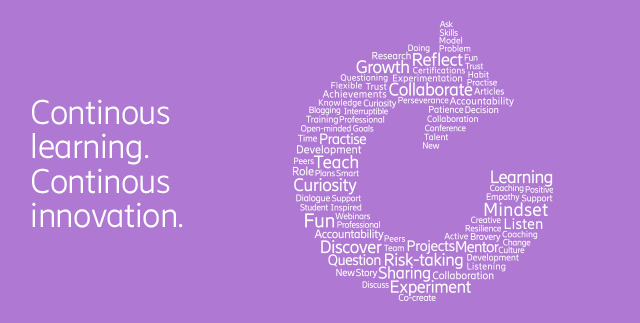 Continous
learning.
Continous
innovation.
Ask
Skills
Model
Doing Problem
Research Reflect Fun
Growth Certifications Trust
Questioning Experimentation Habit
Flexible Trust Collaborate Practise
Achievements Articles
Knowledge Curiosity Perseverance Accountability
Blogging Interruptible Patience Decision
Training Professional Collaboration
Open-minded Goals Conference
Time Practise Talent
Development New
Peers Teach
Role Plans Smart Learning
Curiosity Coaching Positive
Dialogue Support Empathy Support
Student Inspired Mindset
Fun Webinars Creative Listen
Professional Resilience
Accountability Peers Active Bravery Coaching
Discover Team Projects Mentor Change
Culture
Question Risk-taking Development
New Story Sharing Collaboration Listening
Discuss Experiment
Co-create